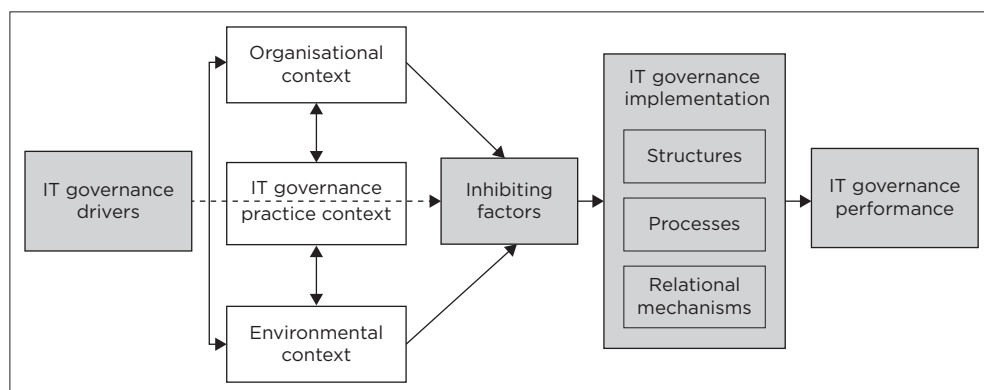 IT governance
drivers
Organisational
context
IT governance
practice context
Environmental
context
Inhibiting
factors
IT governance
implementation
Structures
Processes
Relational
mechanisms
IT governance
performance